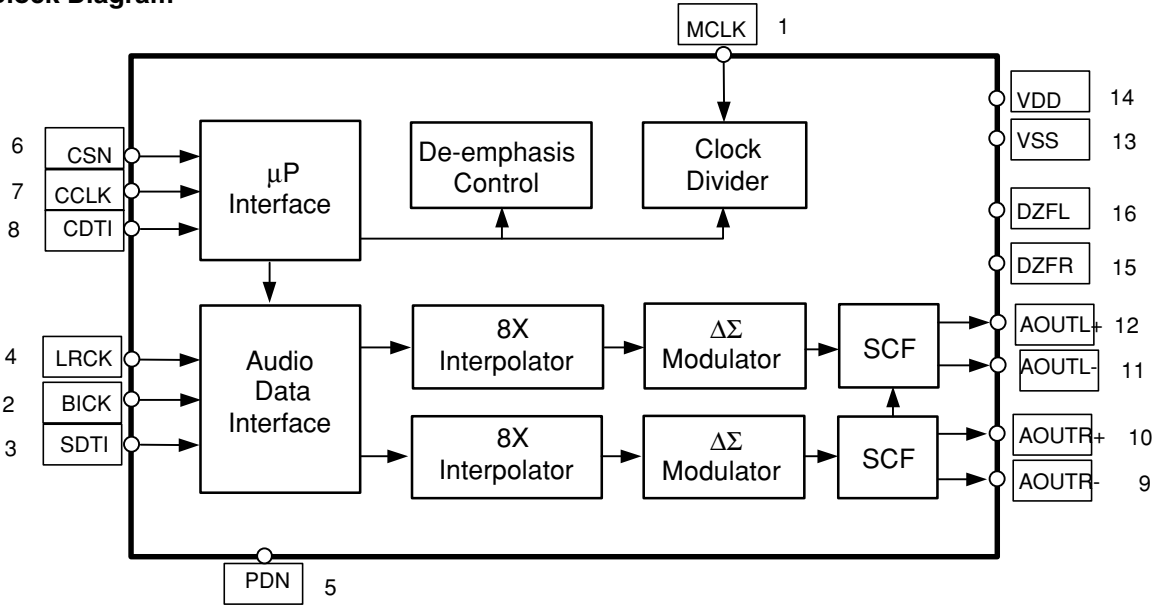 MCLK 1
VDD 14
VSS 13
DZFL 16
DZFR 15
6 CSN
7 CCLK
8 CDTI
µP
Interface
De-emphasis
Control
Clock
Divider
4 LRCK
2 BICK
3 SDTI
Audio
Data
Interface
8X
Interpolator
ΔΣ
Modulator
SCF
AOUTL+ 12
AOUTL- 11
8X
Interpolator
ΔΣ
Modulator
SCF
AOUTR+ 10
AOUTR- 9
PDN 5